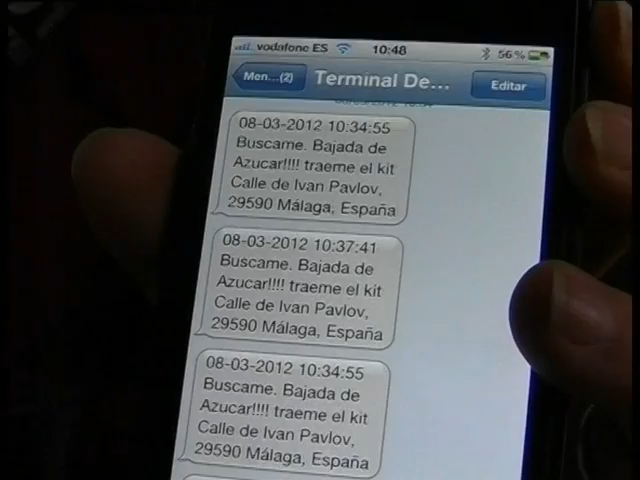 vodafone ES 10:48 56 %
Men...(2) Terminal De... Editar
08-03-2012 10:34:55
Buscame. Bajada de
Azucar!!!! traeme el kit
Calle de Ivan Pavlov,
29590 Málaga, España
08-03-2012 10:37:41
Buscame. Bajada de
Azucar!!!! traeme el kit
Calle de Ivan Pavlov,
29590 Málaga, España
08-03-2012 10:34:55
Buscame. Bajada de
Azucar!!!! traeme el kit
Calle de Ivan Pavlov,
29590 Málaga, España